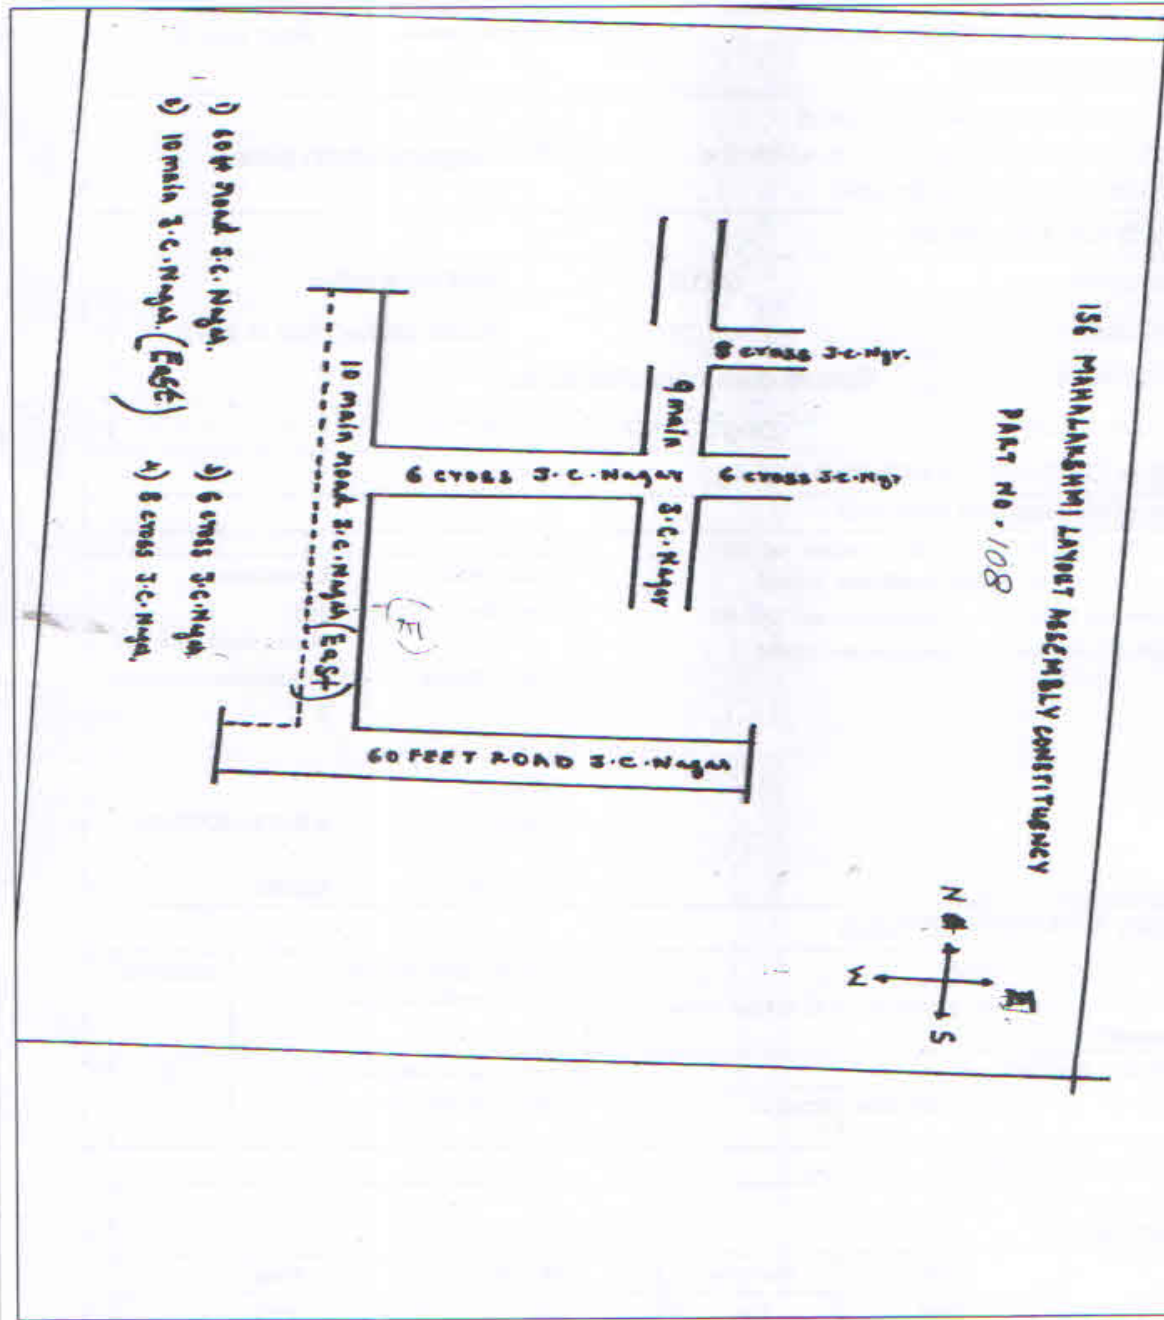 156 MAHALAKSHMI LAYOUT ASSEMBLY CONSTITUENCY
PART NO. 108
8 cross J.C.Ngr.
9 main
S.C.Nagar
6 cross J.C.Nagar
6 cross J.C.Ngr
10 main road J.C.Nagar (East)
(E)
60 FEET ROAD J.C.Nagar
N
S
W
1) 60ft road J.C.Nagar.
2) 10 main J.C.Nagar. (East)
3) 6 cross J.C.Nagar.
4) 8 cross J.C.Nagar.